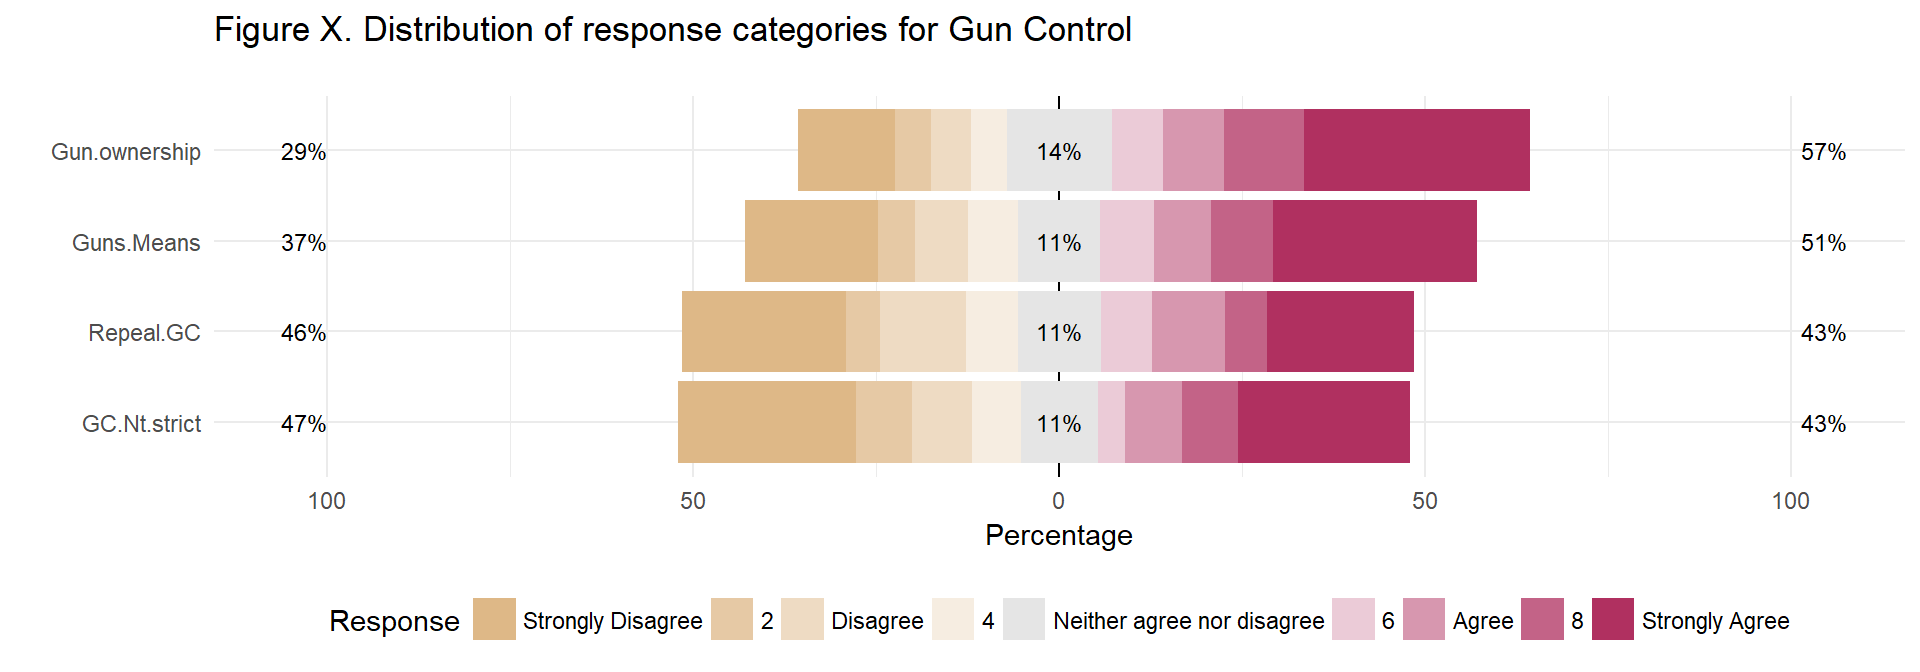 Figure X. Distribution of response categories for Gun Control
Gun.ownership 29% 14% 57%
Guns.Means 37% 11% 51%
Repeal.GC 46% 11% 43%
GC.Nt.strict 47% 11% 43%
100 50 0 50 100
Percentage
Response Strongly Disagree 2 Disagree 4 Neither agree nor disagree 6 Agree 8 Strongly Agree